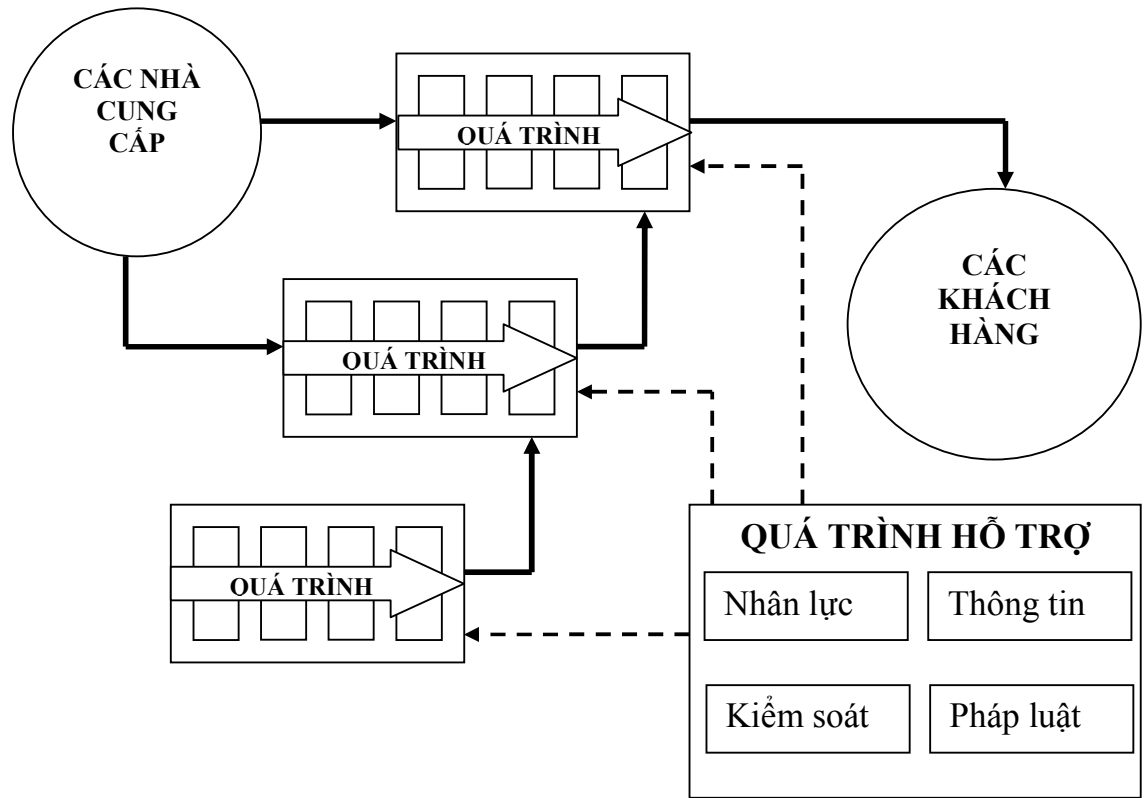 CÁC NHÀ
CUNG
CẤP
QUÁ TRÌNH
CÁC
KHÁCH
HÀNG
QUÁ TRÌNH
QUÁ TRÌNH
QUÁ TRÌNH HỖ TRỢ
Nhân lực
Thông tin
Kiểm soát
Pháp luật